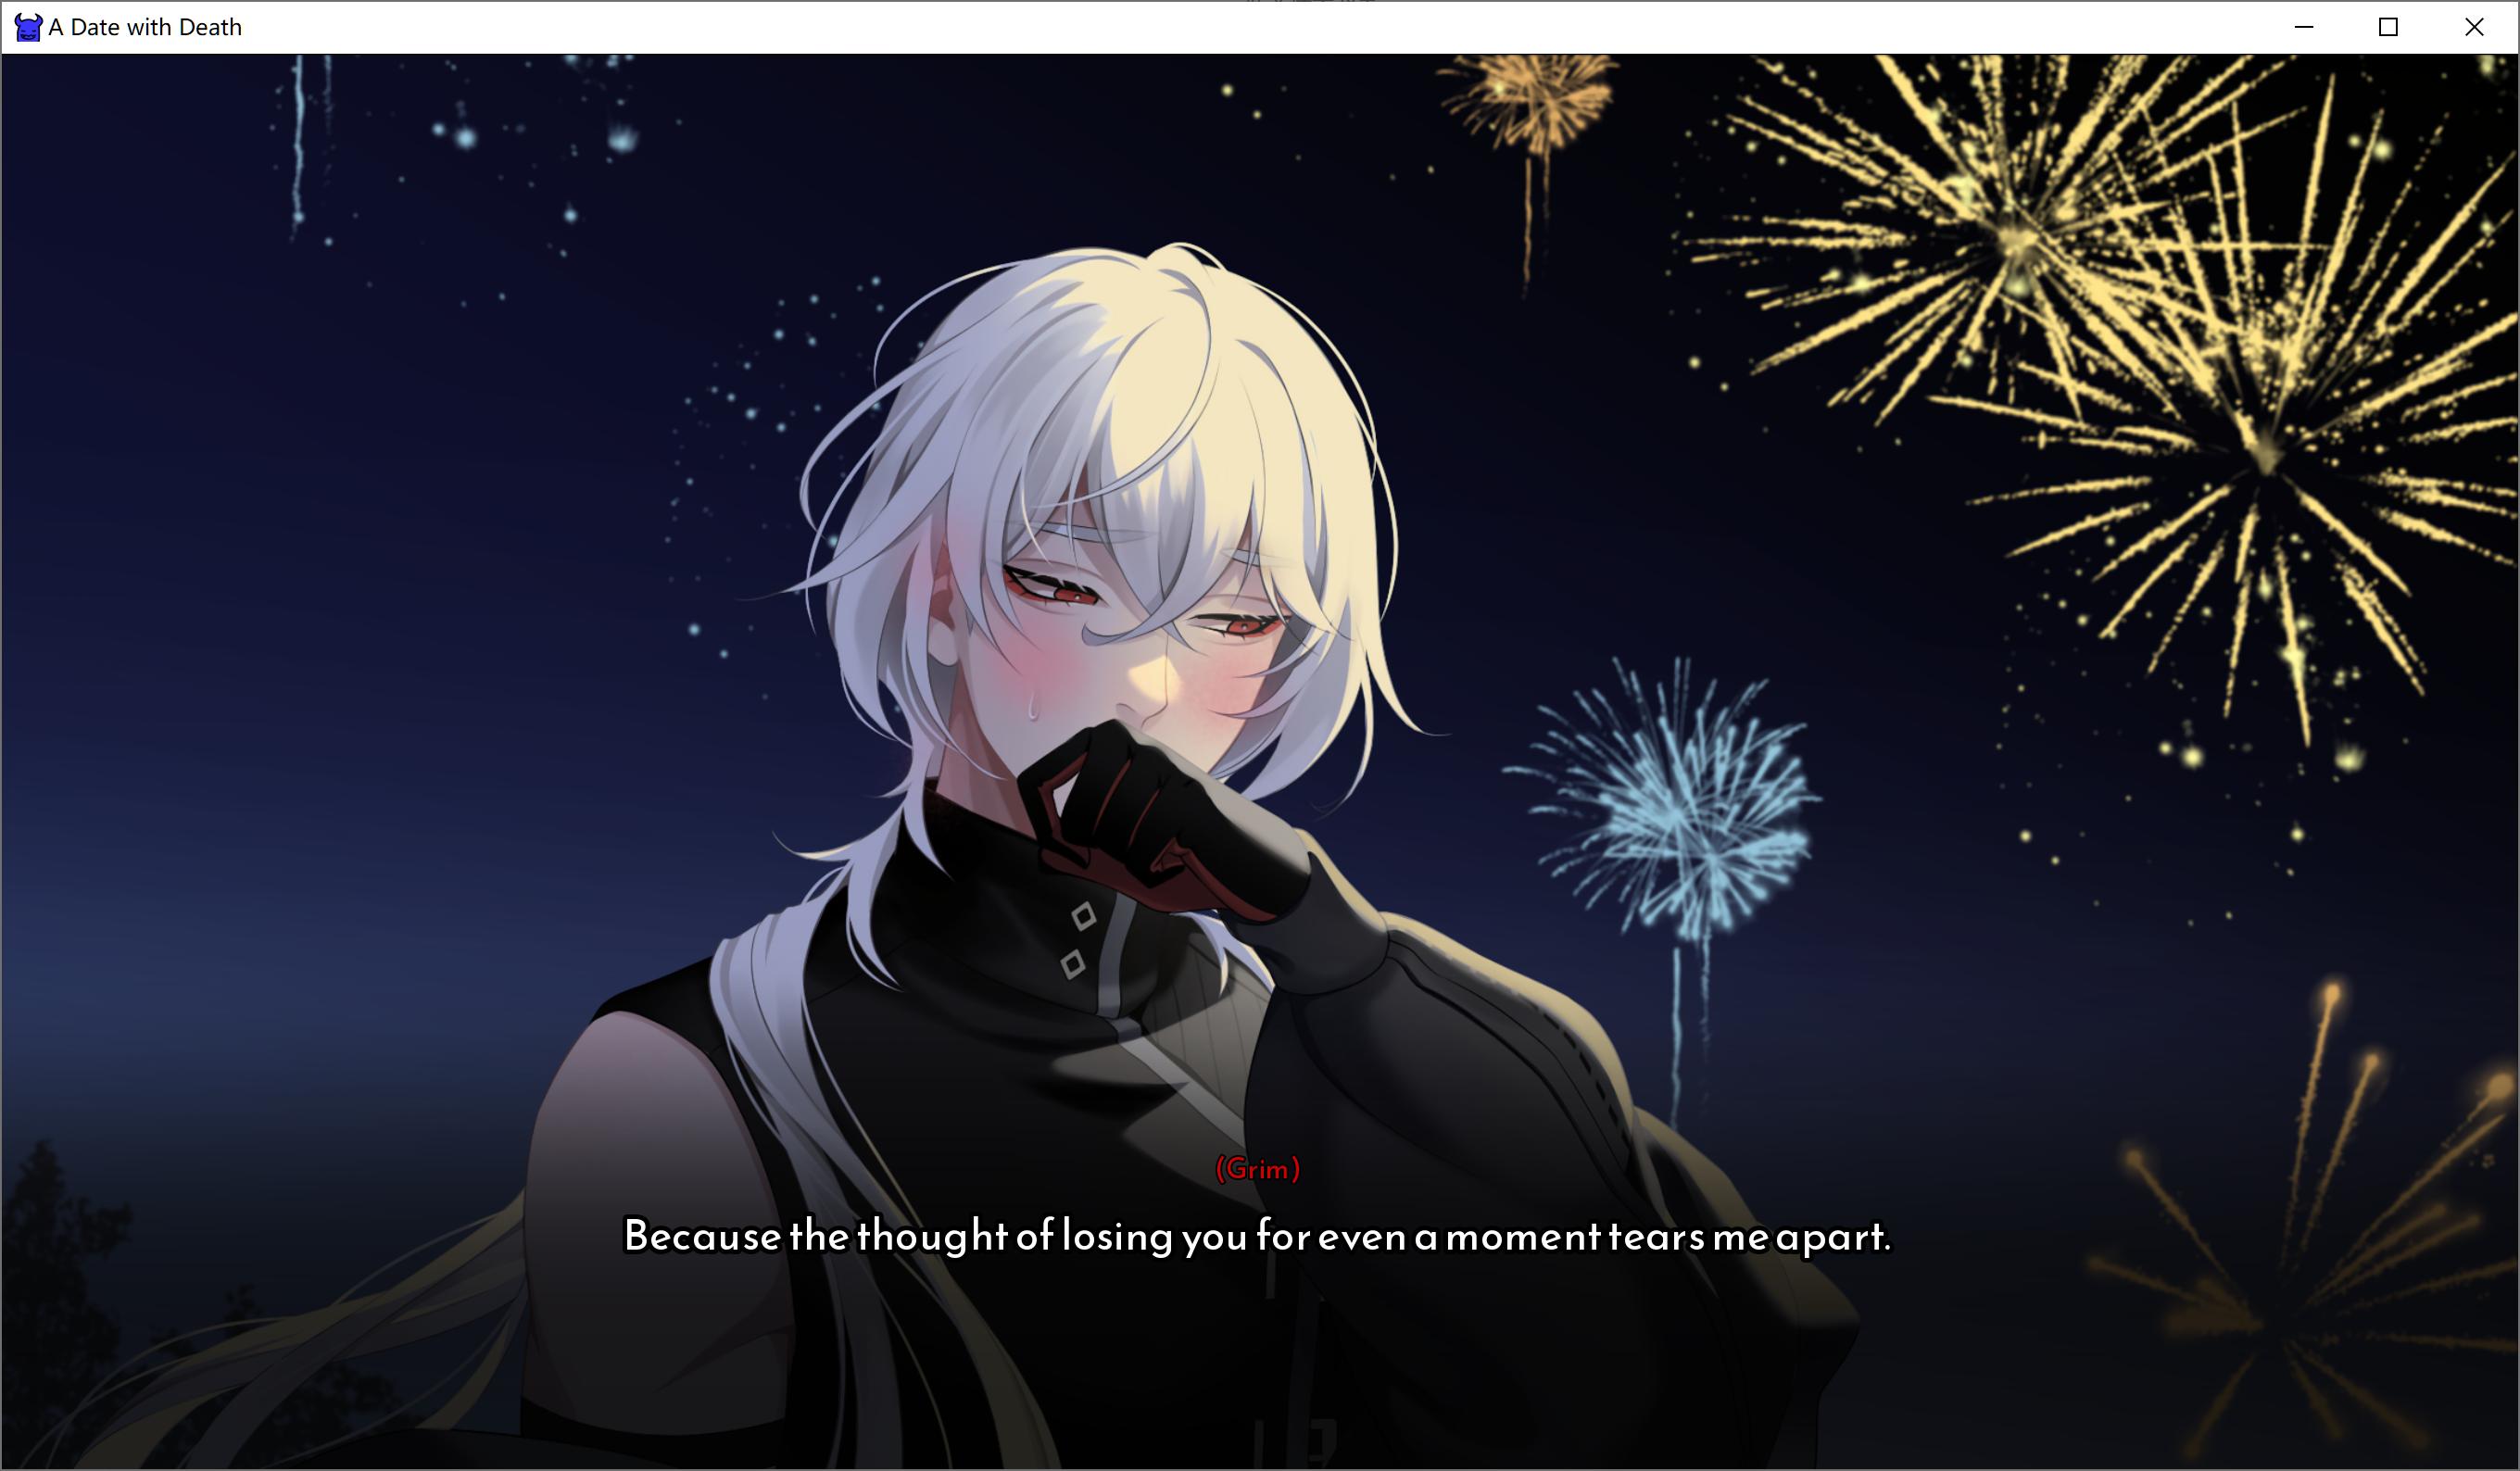 A Date with Death
(Grim)
Because the thought of losing you for even a moment tears me apart.